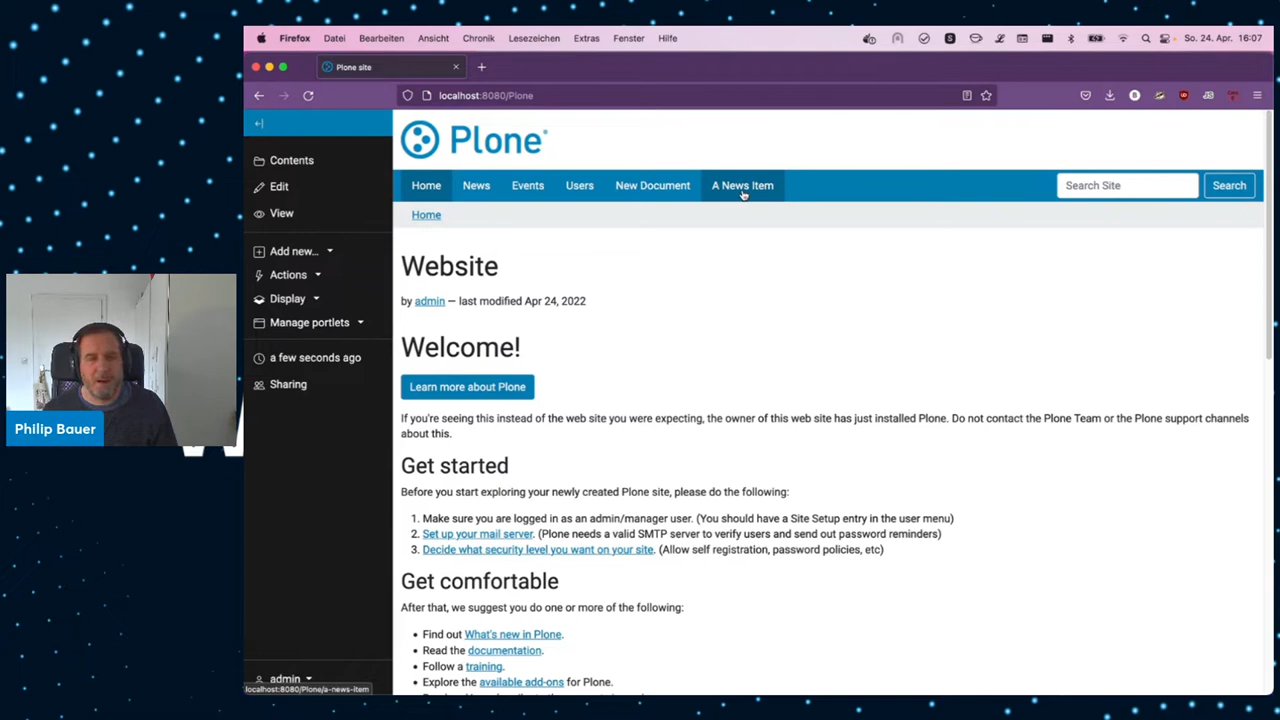 Firefox Datei Bearbeiten Ansicht Chronik Lesezeichen Extras Fenster Hilfe So. 24. Apr. 16:07
Plone site
localhost:8080/Plone
Plone®
Contents
Edit
View
Add new...
Actions
Display
Manage portlets
a few seconds ago
Sharing
admin
Home News Events Users New Document A News Item Search Site Search
Home
Website
by admin — last modified Apr 24, 2022
Welcome!
Learn more about Plone
If you're seeing this instead of the web site you were expecting, the owner of this web site has just installed Plone. Do not contact the Plone Team or the Plone support channels
about this.
Get started
Before you start exploring your newly created Plone site, please do the following:
1. Make sure you are logged in as an admin/manager user. (You should have a Site Setup entry in the user menu)
2. Set up your mail server. (Plone needs a valid SMTP server to verify users and send out password reminders)
3. Decide what security level you want on your site. (Allow self registration, password policies, etc)
Get comfortable
After that, we suggest you do one or more of the following:
• Find out What's new in Plone.
• Read the documentation.
• Follow a training.
• Explore the available add-ons for Plone.
localhost:8080/Plone/a-news-item
Philip Bauer